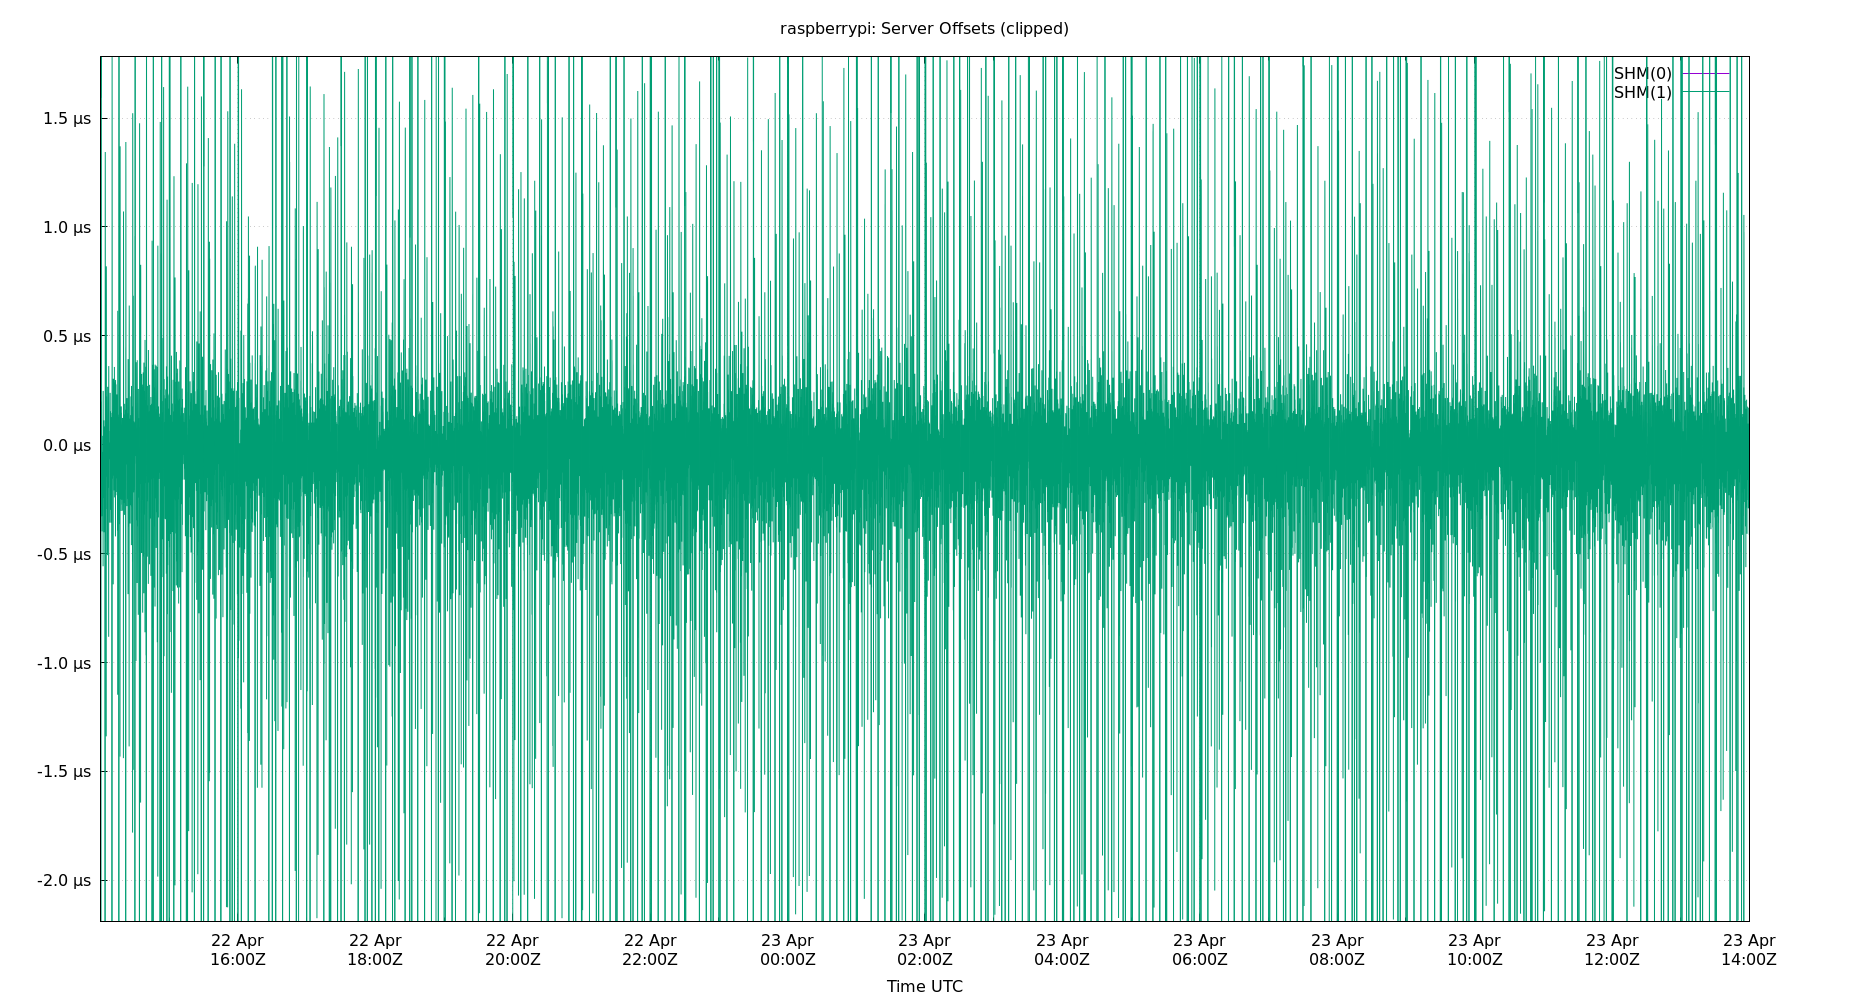 raspberrypi: Server Offsets (clipped)
SHM(0)
SHM(1)
1.5 µs
1.0 µs
0.5 µs
0.0 µs
-0.5 µs
-1.0 µs
-1.5 µs
-2.0 µs
22 Apr 22 Apr 22 Apr 22 Apr 23 Apr 23 Apr 23 Apr 23 Apr 23 Apr 23 Apr 23 Apr 23 Apr
16:00Z 18:00Z 20:00Z 22:00Z 00:00Z 02:00Z 04:00Z 06:00Z 08:00Z 10:00Z 12:00Z 14:00Z
Time UTC